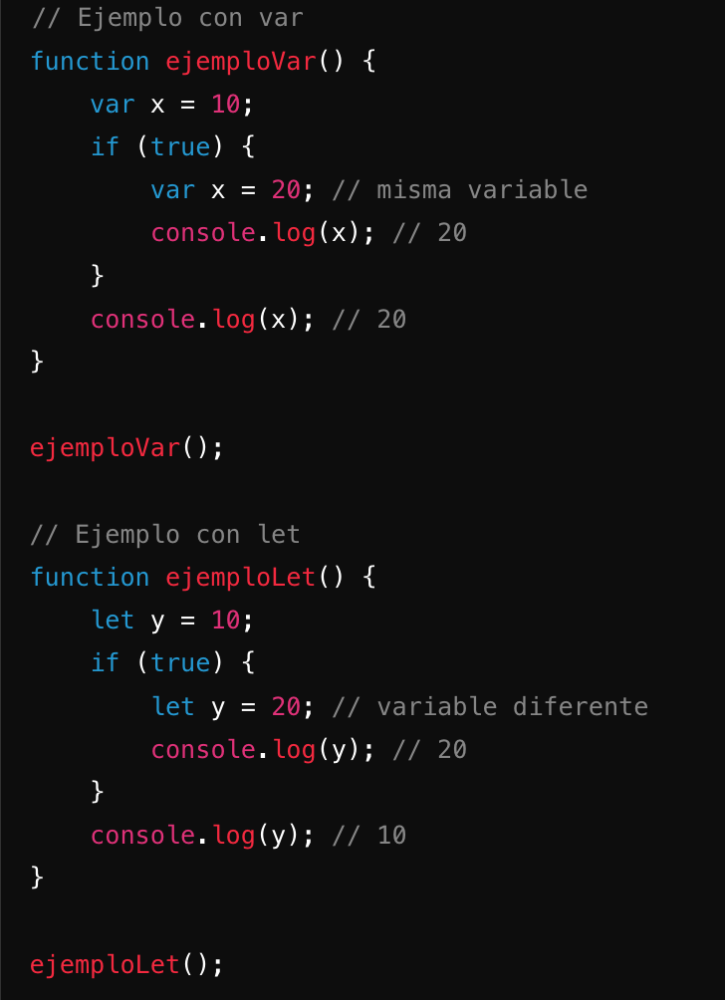 // Ejemplo con var
function ejemploVar() {
    var x = 10;
    if (true) {
        var x = 20; // misma variable
        console.log(x); // 20
    }
    console.log(x); // 20
}

ejemploVar();

// Ejemplo con let
function ejemploLet() {
    let y = 10;
    if (true) {
        let y = 20; // variable diferente
        console.log(y); // 20
    }
    console.log(y); // 10
}

ejemploLet();